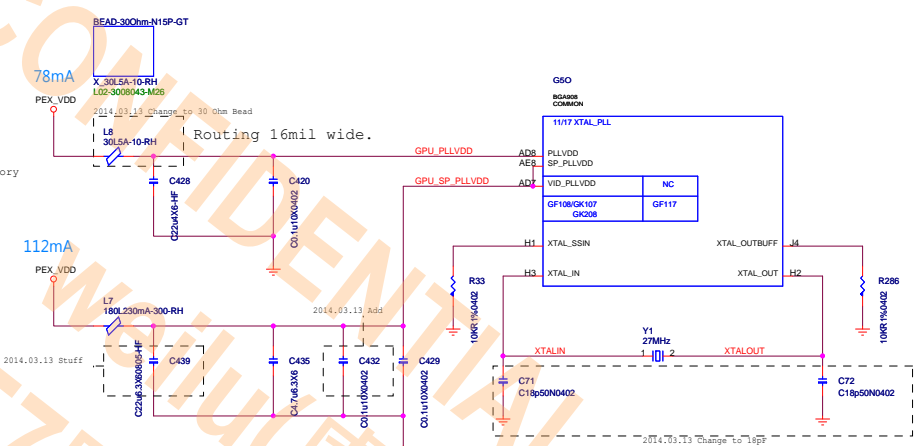 BEAD-30Ohm-N15P-GT
78mA
PEX_VDD
X_30L5A-10-RH
L02-3008043-M26
2014.03.13 Change to 30 Ohm Bead
L8
30L5A-10-RH
Routing 16mil wide.
C428
C22u4X6-HF
C420
C0.1u10X0402
GPU_PLLVDD
GPU_SP_PLLVDD
ory
112mA
PEX_VDD
L7
180L230mA-300-RH
2014.03.13 Add
2014.03.13 Stuff
C439
C22u6.3X60805-HF
C435
C4.7u6.3X6
C432
C0.1u10X0402
C429
C0.1u10X0402
G5O
BGA908
COMMON
11/17 XTAL_PLL
AD8 PLLVDD
AE8 SP_PLLVDD
AD7 VID_PLLVDD
NC
GF108/GK107
GK208
GF117
H1 XTAL_SSIN
XTAL_OUTBUFF J4
H3 XTAL_IN
XTAL_OUT H2
R33
10KR1%0402
R286
10KR1%0402
Y1
27MHz
XTALIN
1 2
XTALOUT
C71
C18p50N0402
C72
C18p50N0402
2014.03.13 Change to 18pF
CONFIDENTIAL